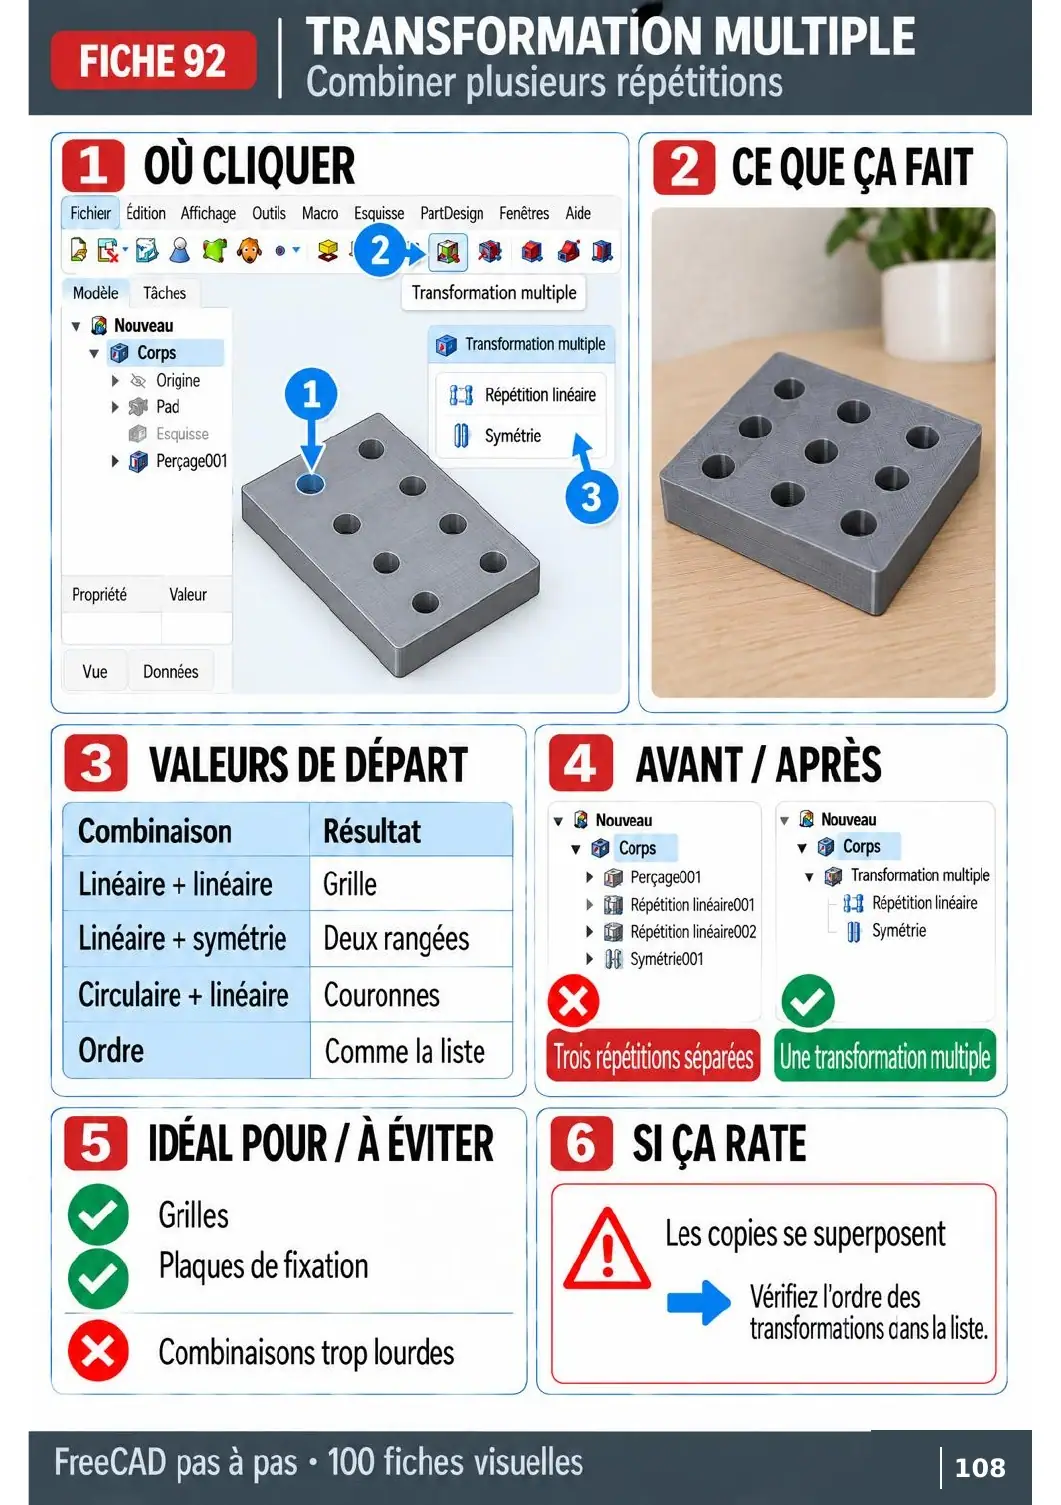 FICHE 92
TRANSFORMATION MULTIPLE
Combiner plusieurs répétitions
1 OÙ CLIQUER
Fichieır Édition Affichage Outils Macro Esquisse PartDesign Fenêtres Aide
2
Transformation multiple
Modèle Tâches
Nouveau
Corps
Origine
Pad
Esquisse
Perçage001
Propriété Valeur
Vue Données
1
Transformation multiple
Répétition linéaire
Symétrie
3
2 CE QUE ÇA FAIT
3 VALEURS DE DÉPART
Combinaison Résultat
Linéaire + linéaire Grille
Linéaire + symétrie Deux rangées
Circulaire + linéaire Couronnes
Ordre Comme la liste
4 AVANT / APRÈS
Nouveau
Corps
Perçage001
Répétition linéaire001
Répétition linéaire002
Symétrie001
Trois répétitions séparées
Nouveau
Corps
Transformation multiple
Répétition linéaire
Symétrie
Une transformation multiple
5 IDÉAL POUR / À ÉVITER
Grilles
Plaques de fixation
Combinaisons trop lourdes
6 SI ÇA RATE
Les copies se superposent
Vérifiez l'ordre des
transformations dans la liste.
FreeCAD pas à pas • 100 fiches visuelles
108